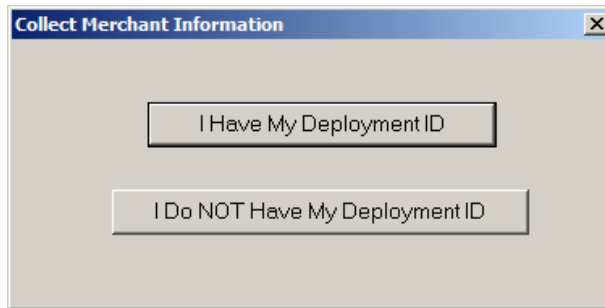 Collect Merchant Information
I Have My Deployment ID
I Do NOT Have My Deployment ID